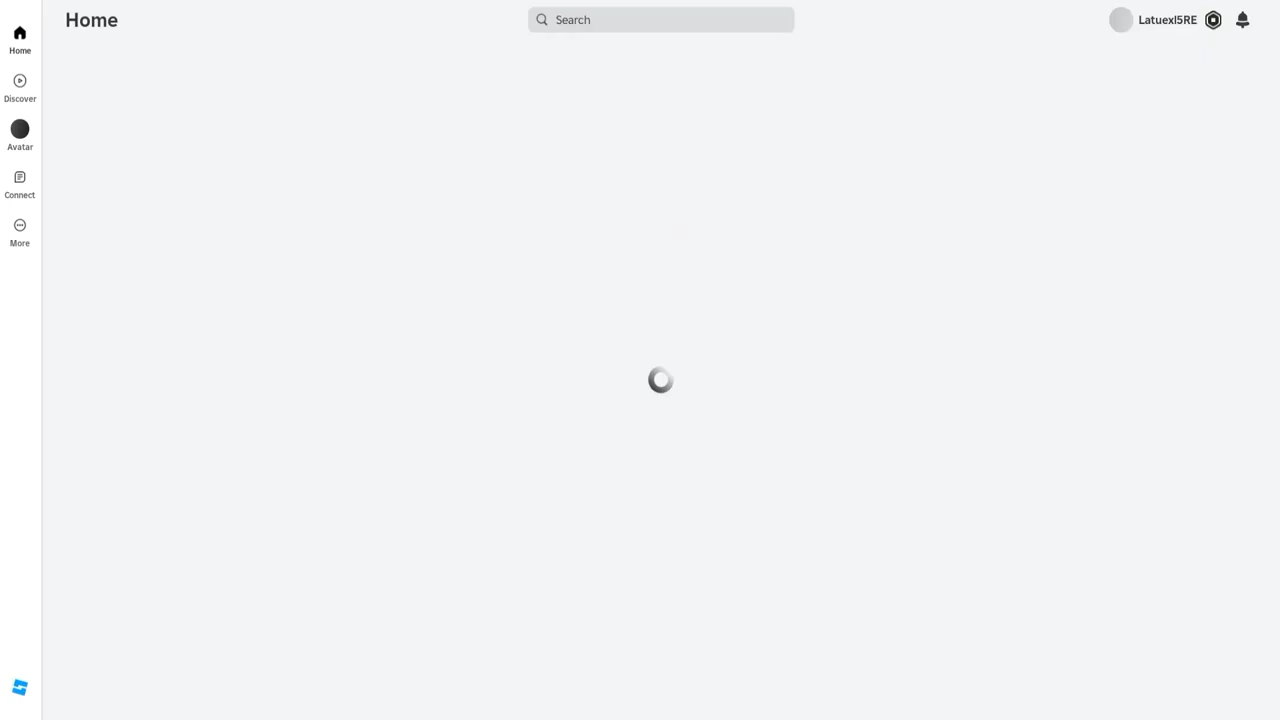 Home
Search
Latuexl5RE
Home
Discover
Avatar
Connect
More